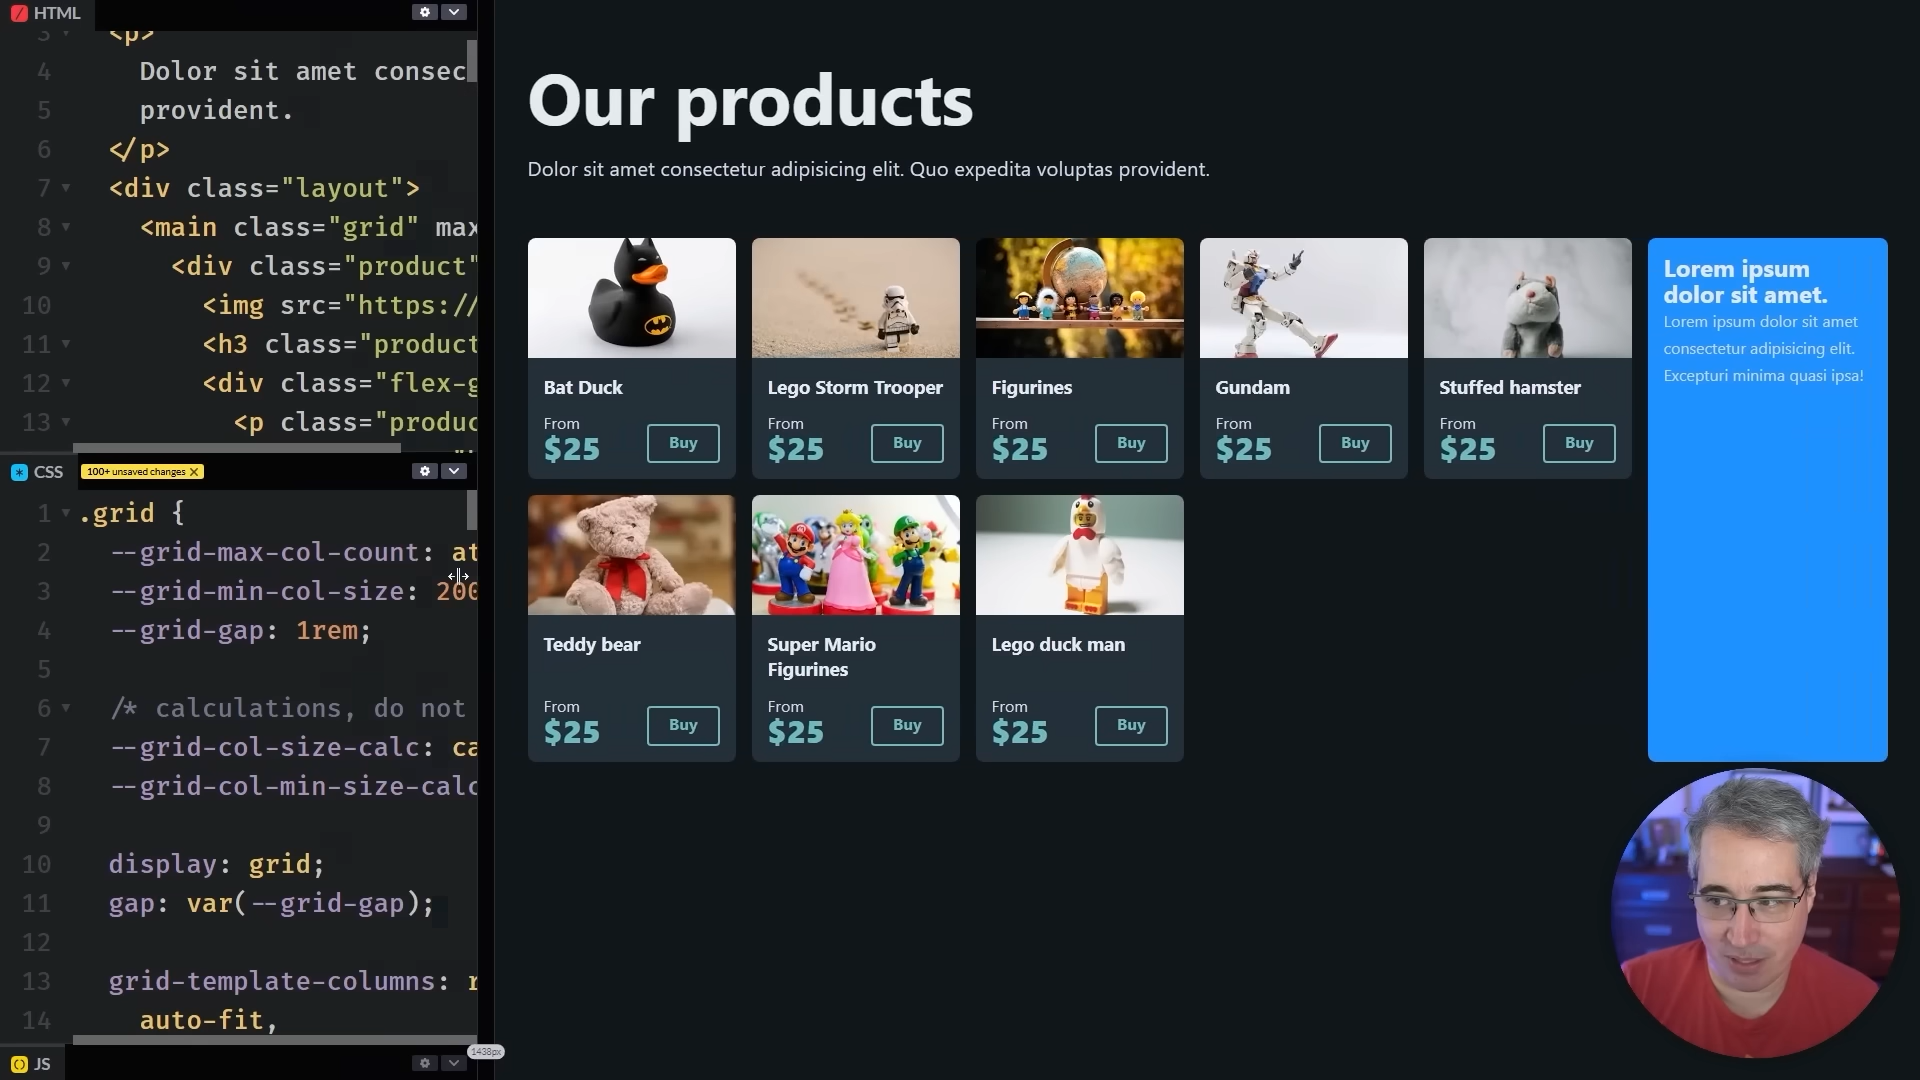 HTML
3 <p>
4 Dolor sit amet consec
5 provident.
6 </p>
7 <div class="layout">
8 <main class="grid" max
9 <div class="product"
10 <img src="https://
11 <h3 class="product
12 <div class="flex-g
13 <p class="produc
CSS 100+ unsaved changes
1 .grid {
2 --grid-max-col-count: at
3 --grid-min-col-size: 200
4 --grid-gap: 1rem;
5
6 /* calculations, do not
7 --grid-col-size-calc: ca
8 --grid-col-min-size-calc
9
10 display: grid;
11 gap: var(--grid-gap);
12
13 grid-template-columns: r
14 auto-fit,
JS
1438px
Our products
Dolor sit amet consectetur adipisicing elit. Quo expedita voluptas provident.
Bat Duck
From
$25
Buy
Lego Storm Trooper
From
$25
Buy
Figurines
From
$25
Buy
Gundam
From
$25
Buy
Stuffed hamster
From
$25
Buy
Lorem ipsum
dolor sit amet.
Lorem ipsum dolor sit amet
consectetur adipisicing elit.
Excepturi minima quasi ipsa!
Teddy bear
From
$25
Buy
Super Mario
Figurines
From
$25
Buy
Lego duck man
From
$25
Buy